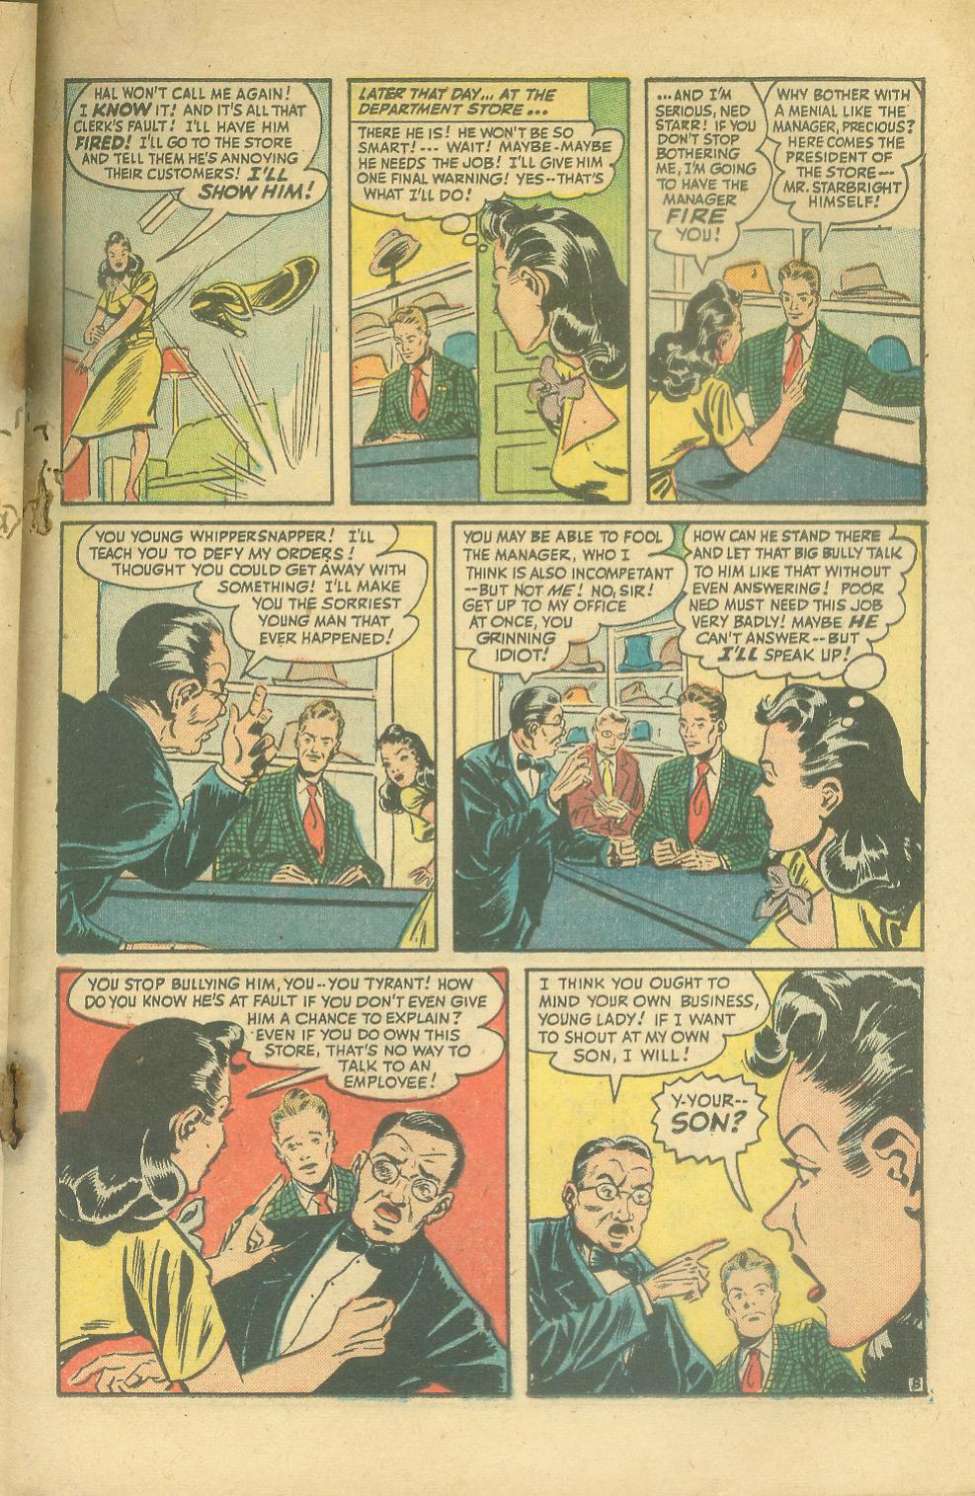 HAL WON'T CALL ME AGAIN!
I KNOW IT! AND IT'S ALL THAT
CLERK'S FAULT! I'LL HAVE HIM
FIRED! I'LL GO TO THE STORE
AND TELL THEM HE'S ANNOYING
THEIR CUSTOMERS! I'LL
SHOW HIM!
LATER THAT DAY... AT THE
DEPARTMENT STORE...
THERE HE IS! HE WON'T BE SO
SMART!--- WAIT! MAYBE-MAYBE
HE NEEDS THE JOB! I'LL GIVE HIM
ONE FINAL WARNING! YES--THAT'S
WHAT I'LL DO!
...AND I'M
SERIOUS, NED
STARR! IF YOU
DON'T STOP
BOTHERING
ME, I'M GOING
TO HAVE THE
MANAGER
FIRE
YOU!
WHY BOTHER WITH
A MENIAL LIKE THE
MANAGER, PRECIOUS?
HERE COMES THE
PRESIDENT OF
THE STORE--
MR. STARBRIGHT
HIMSELF!
YOU YOUNG WHIPPERSNAPPER! I'LL
TEACH YOU TO DEFY MY ORDERS!
THOUGHT YOU COULD GET AWAY WITH
SOMETHING! I'LL MAKE
YOU THE SORRIEST
YOUNG MAN THAT
EVER HAPPENED!
YOU MAY BE ABLE TO FOOL
THE MANAGER, WHO I
THINK IS ALSO INCOMPETANT
--BUT NOT ME! NO, SIR!
GET UP TO MY OFFICE
AT ONCE, YOU
GRINNING
IDIOT!
HOW CAN HE STAND THERE
AND LET THAT BIG BULLY TALK
TO HIM LIKE THAT WITHOUT
EVEN ANSWERING! POOR
NED MUST NEED THIS JOB
VERY BADLY! MAYBE HE
CAN'T ANSWER--BUT
I'LL SPEAK UP!
YOU STOP BULLYING HIM, YOU--YOU TYRANT! HOW
DO YOU KNOW HE'S AT FAULT IF YOU DON'T EVEN GIVE
HIM A CHANCE TO EXPLAIN?
EVEN IF YOU DO OWN THIS
STORE, THAT'S NO WAY TO
TALK TO AN
EMPLOYEE!
I THINK YOU OUGHT TO
MIND YOUR OWN BUSINESS,
YOUNG LADY! IF I WANT
TO SHOUT AT MY OWN
SON, I WILL!
Y-YOUR--
SON?